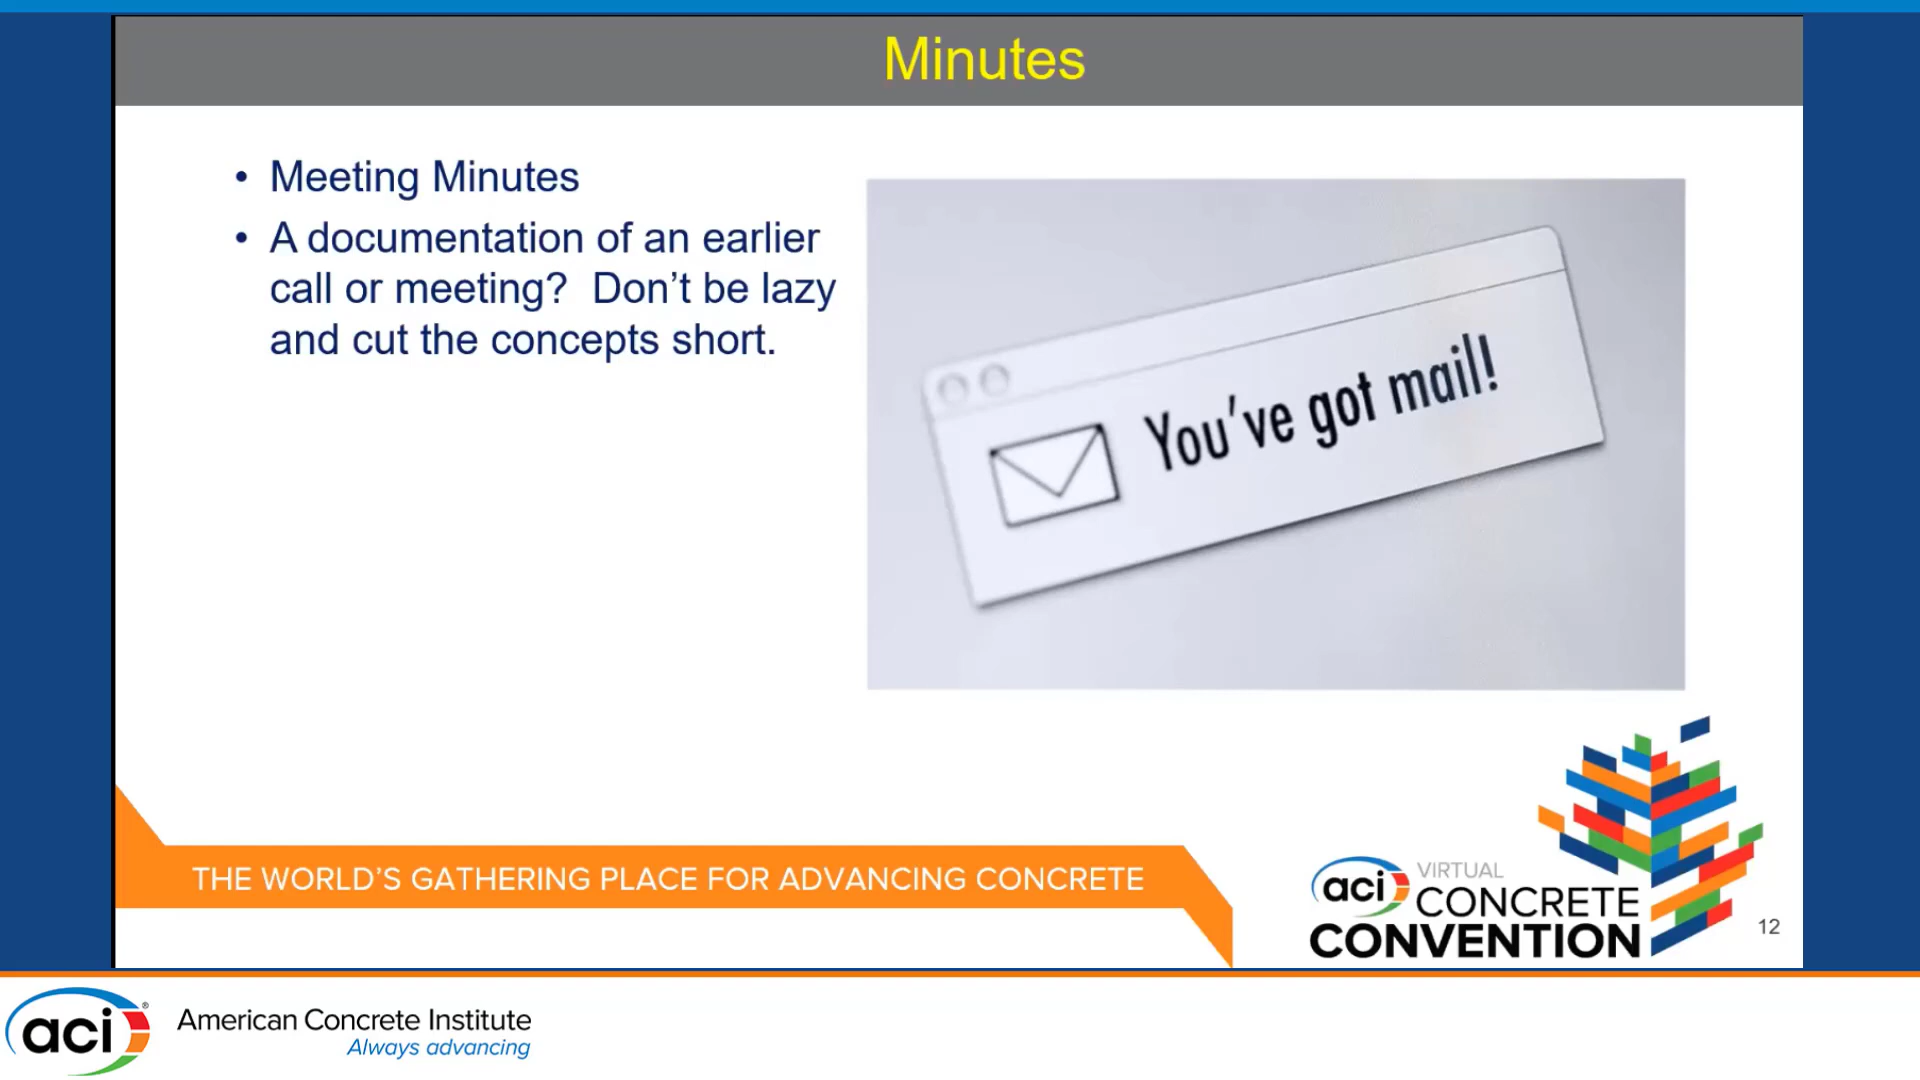 Minutes
• Meeting Minutes
• A documentation of an earlier
call or meeting?  Don’t be lazy
and cut the concepts short.
You’ve got mail!
THE WORLD’S GATHERING PLACE FOR ADVANCING CONCRETE
aci VIRTUAL
CONCRETE
CONVENTION
12
aci®
American Concrete Institute
Always advancing